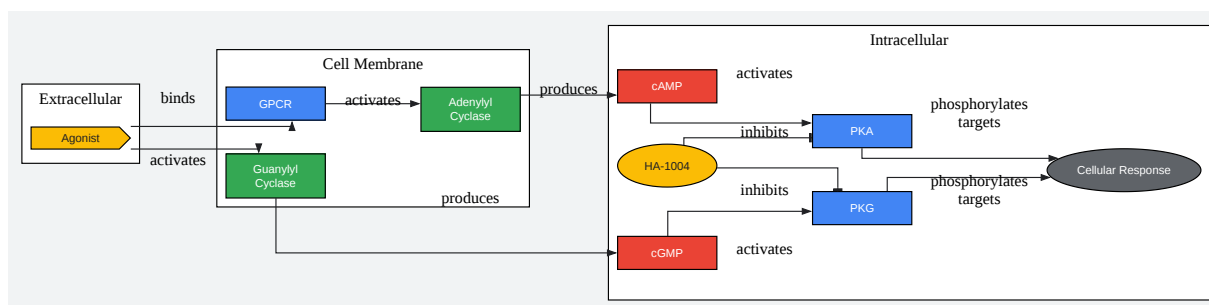 Extracellular
Agonist
binds
activates
Cell Membrane
GPCR
activates
Adenylyl
Cyclase
Guanylyl
Cyclase
produces
produces
Intracellular
cAMP
activates
inhibits
HA-1004
inhibits
cGMP
activates
PKA
PKG
phosphorylates
targets
phosphorylates
targets
Cellular Response